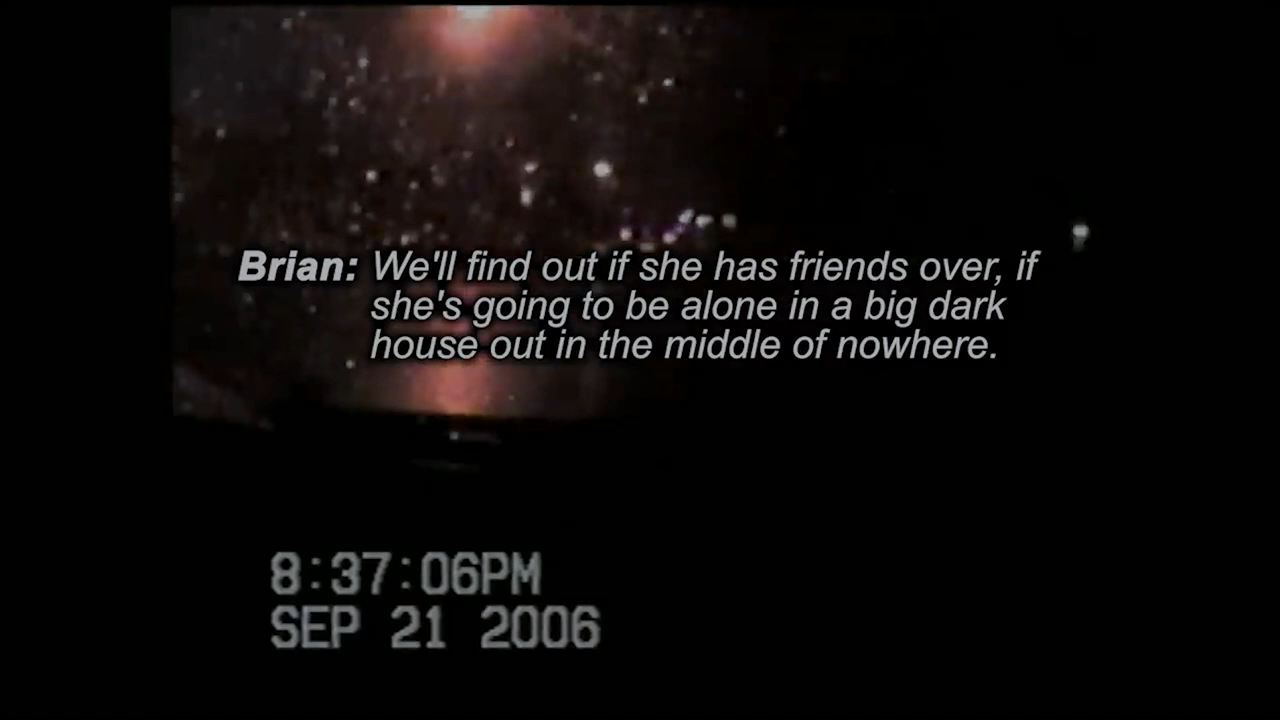 Brian: We'll find out if she has friends over, if
she's going to be alone in a big dark
house out in the middle of nowhere.
8:37:06PM
SEP 21 2006